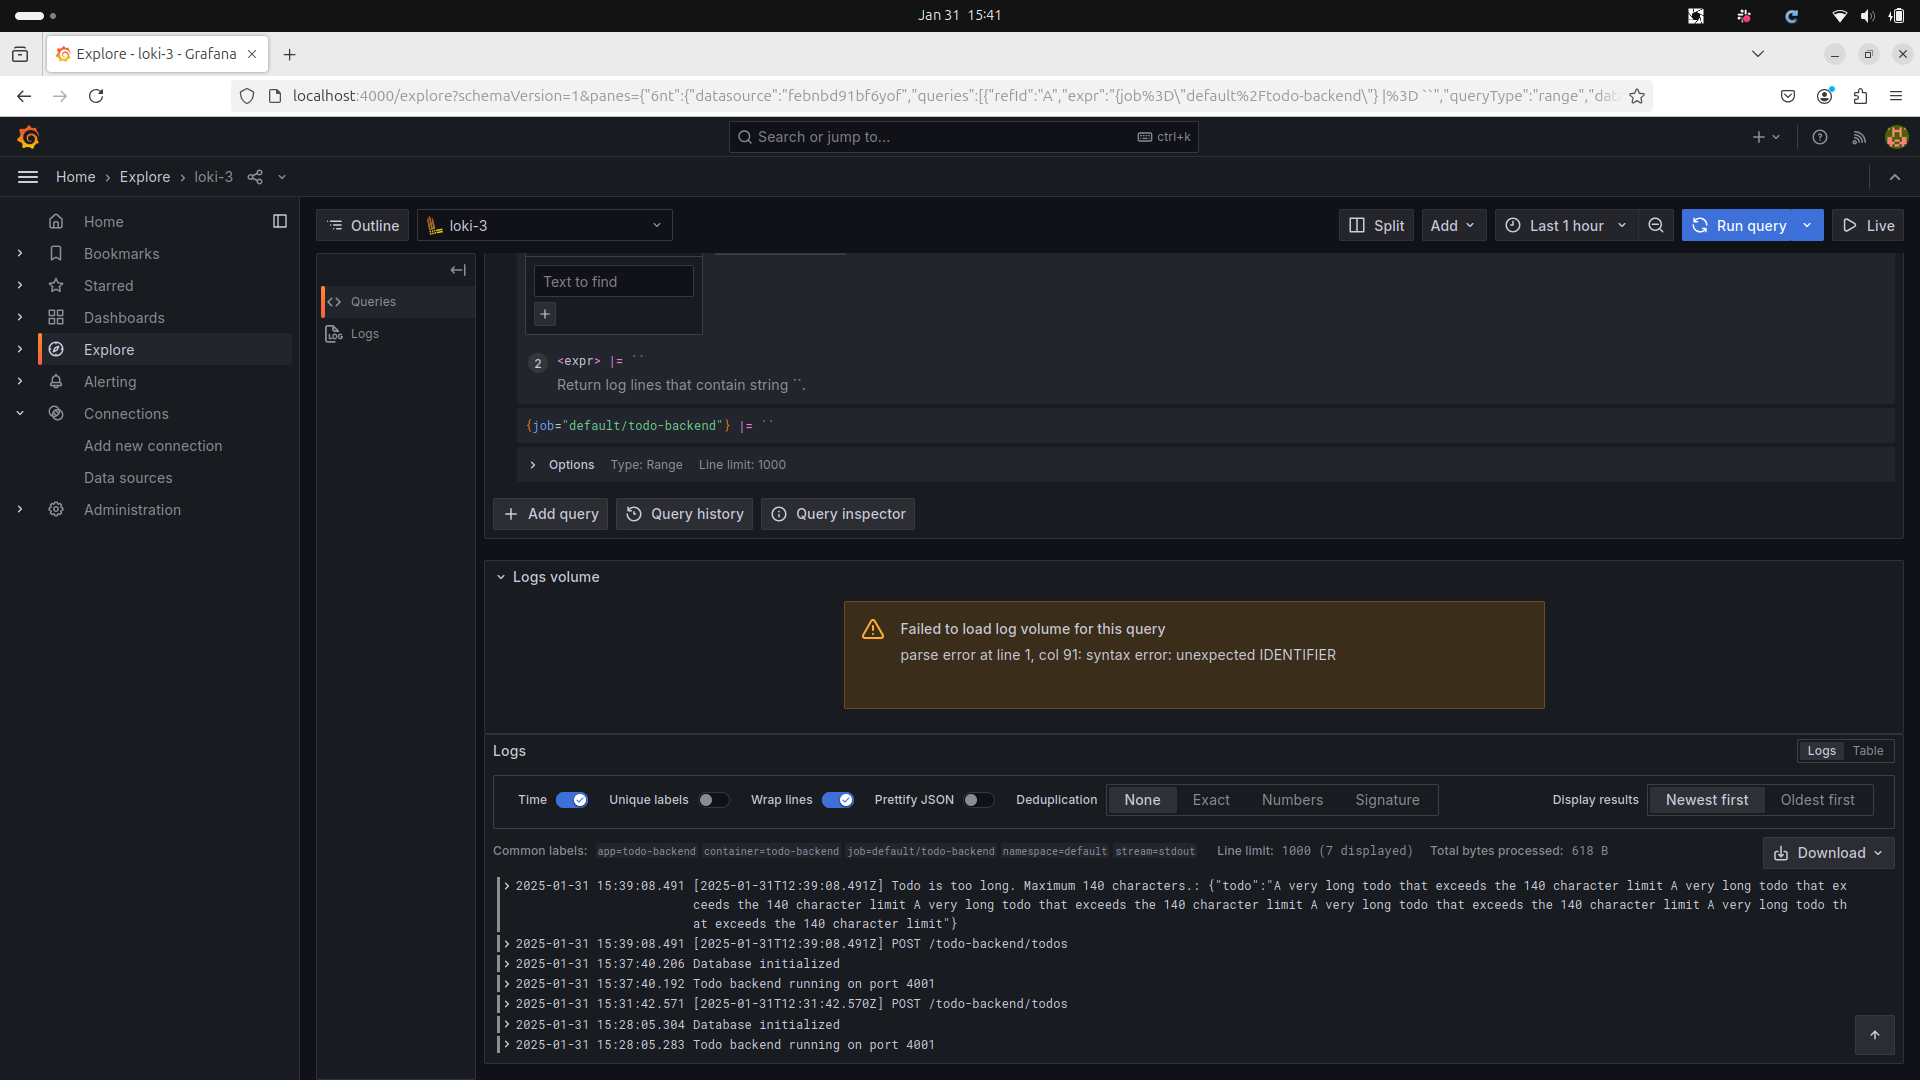 Jan 31 15:41
Explore - loki-3 - Grafana
localhost:4000/explore?schemaVersion=1&panes={"6nt":{"datasource":"febnbd91bf6yof","queries":[{"refId":"A","expr":"{job%3D\"default%2Ftodo-backend\"} |%3D ``","queryType":"range","data
Search or jump to...
ctrl+k
Home › Explore › loki-3
Home
Bookmarks
Starred
Dashboards
Explore
Alerting
Connections
Add new connection
Data sources
Administration
Outline
loki-3
Split
Add
Last 1 hour
Run query
Live
Queries
Logs
Text to find
+
2 <expr> |= ``
Return log lines that contain string ``.
{job="default/todo-backend"} |= ``
Options Type: Range Line limit: 1000
+ Add query
Query history
Query inspector
Logs volume
Failed to load log volume for this query
parse error at line 1, col 91: syntax error: unexpected IDENTIFIER
Logs
Logs Table
Time Unique labels Wrap lines Prettify JSON Deduplication None Exact Numbers Signature
Display results Newest first Oldest first
Common labels: app=todo-backend container=todo-backend job=default/todo-backend namespace=default stream=stdout Line limit: 1000 (7 displayed) Total bytes processed: 618 B
Download
2025-01-31 15:39:08.491 [2025-01-31T12:39:08.491Z] Todo is too long. Maximum 140 characters.: {"todo":"A very long todo that exceeds the 140 character limit A very long todo that ex
ceeds the 140 character limit A very long todo that exceeds the 140 character limit A very long todo that exceeds the 140 character limit A very long todo th
at exceeds the 140 character limit"}
2025-01-31 15:39:08.491 [2025-01-31T12:39:08.491Z] POST /todo-backend/todos
2025-01-31 15:37:40.206 Database initialized
2025-01-31 15:37:40.192 Todo backend running on port 4001
2025-01-31 15:31:42.571 [2025-01-31T12:31:42.570Z] POST /todo-backend/todos
2025-01-31 15:28:05.304 Database initialized
2025-01-31 15:28:05.283 Todo backend running on port 4001